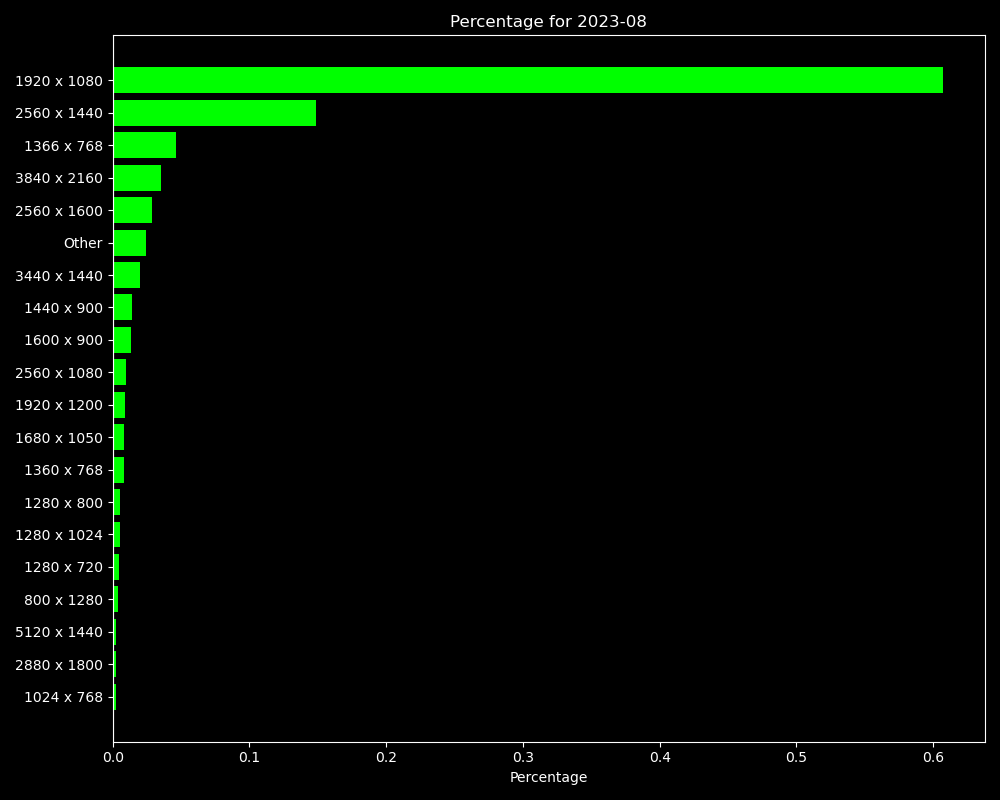 Percentage for 2023-08
1920 x 1080
2560 x 1440
1366 x 768
3840 x 2160
2560 x 1600
Other
3440 x 1440
1440 x 900
1600 x 900
2560 x 1080
1920 x 1200
1680 x 1050
1360 x 768
1280 x 800
1280 x 1024
1280 x 720
800 x 1280
5120 x 1440
2880 x 1800
1024 x 768
0.0 0.1 0.2 0.3 0.4 0.5 0.6
Percentage